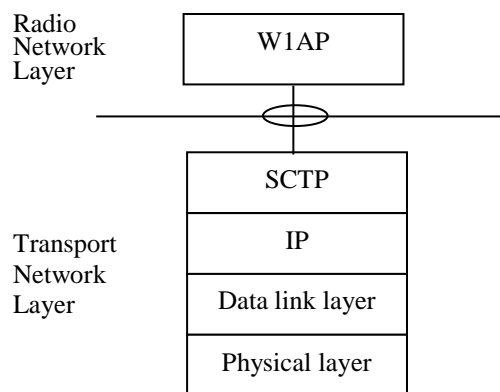 Radio
Network
Layer
W1AP
SCTP
IP
Transport
Network
Layer
Data link layer
Physical layer